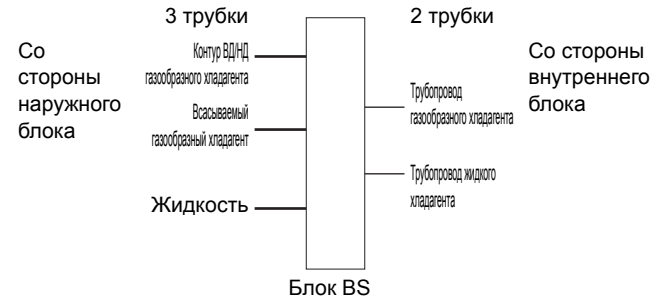 3 трубки
2 трубки
Со
стороны
наружного
блока
Контур ВД/НД
газообразного хладагента
Всасываемый
газообразный хладагент
Жидкость
Трубопровод
газообразного хладагента
Трубопровод жидкого
хладагента
Со стороны
внутреннего
блока
Блок BS